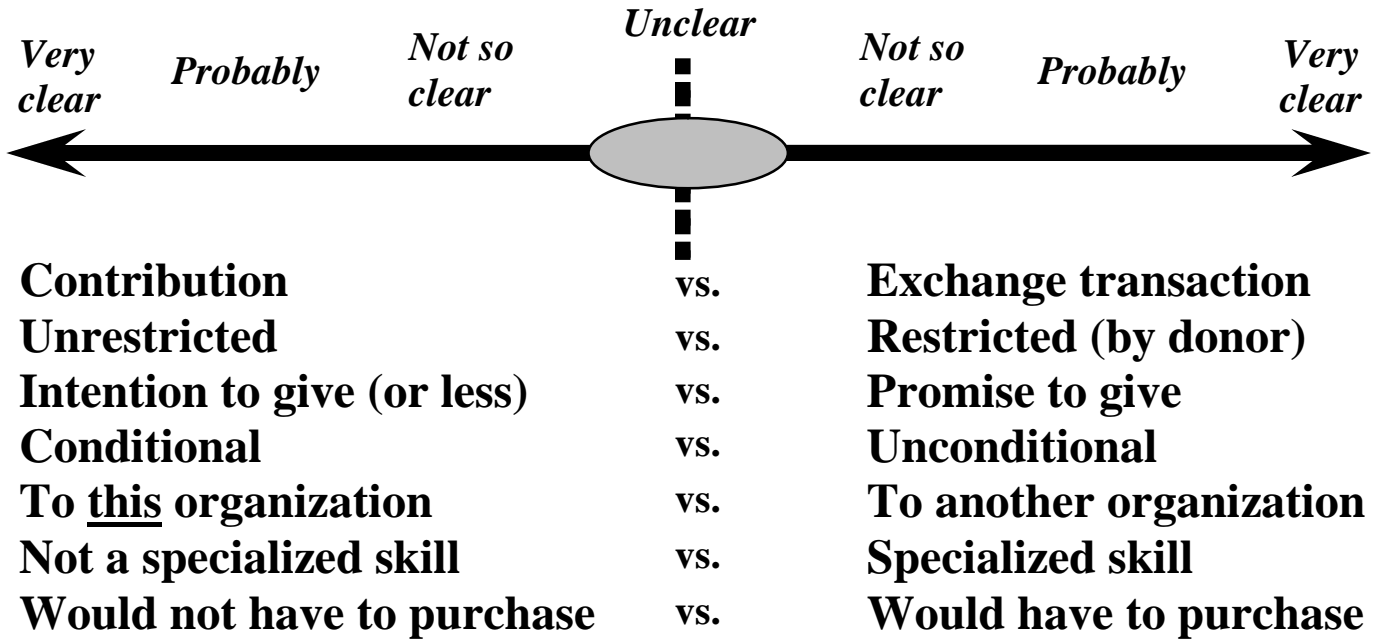 Unclear
Very clear
Probably
Not so clear
Not so clear
Probably
Very clear
Contribution vs. Exchange transaction
Unrestricted vs. Restricted (by donor)
Intention to give (or less) vs. Promise to give
Conditional vs. Unconditional
To this organization vs. To another organization
Not a specialized skill vs. Specialized skill
Would not have to purchase vs. Would have to purchase